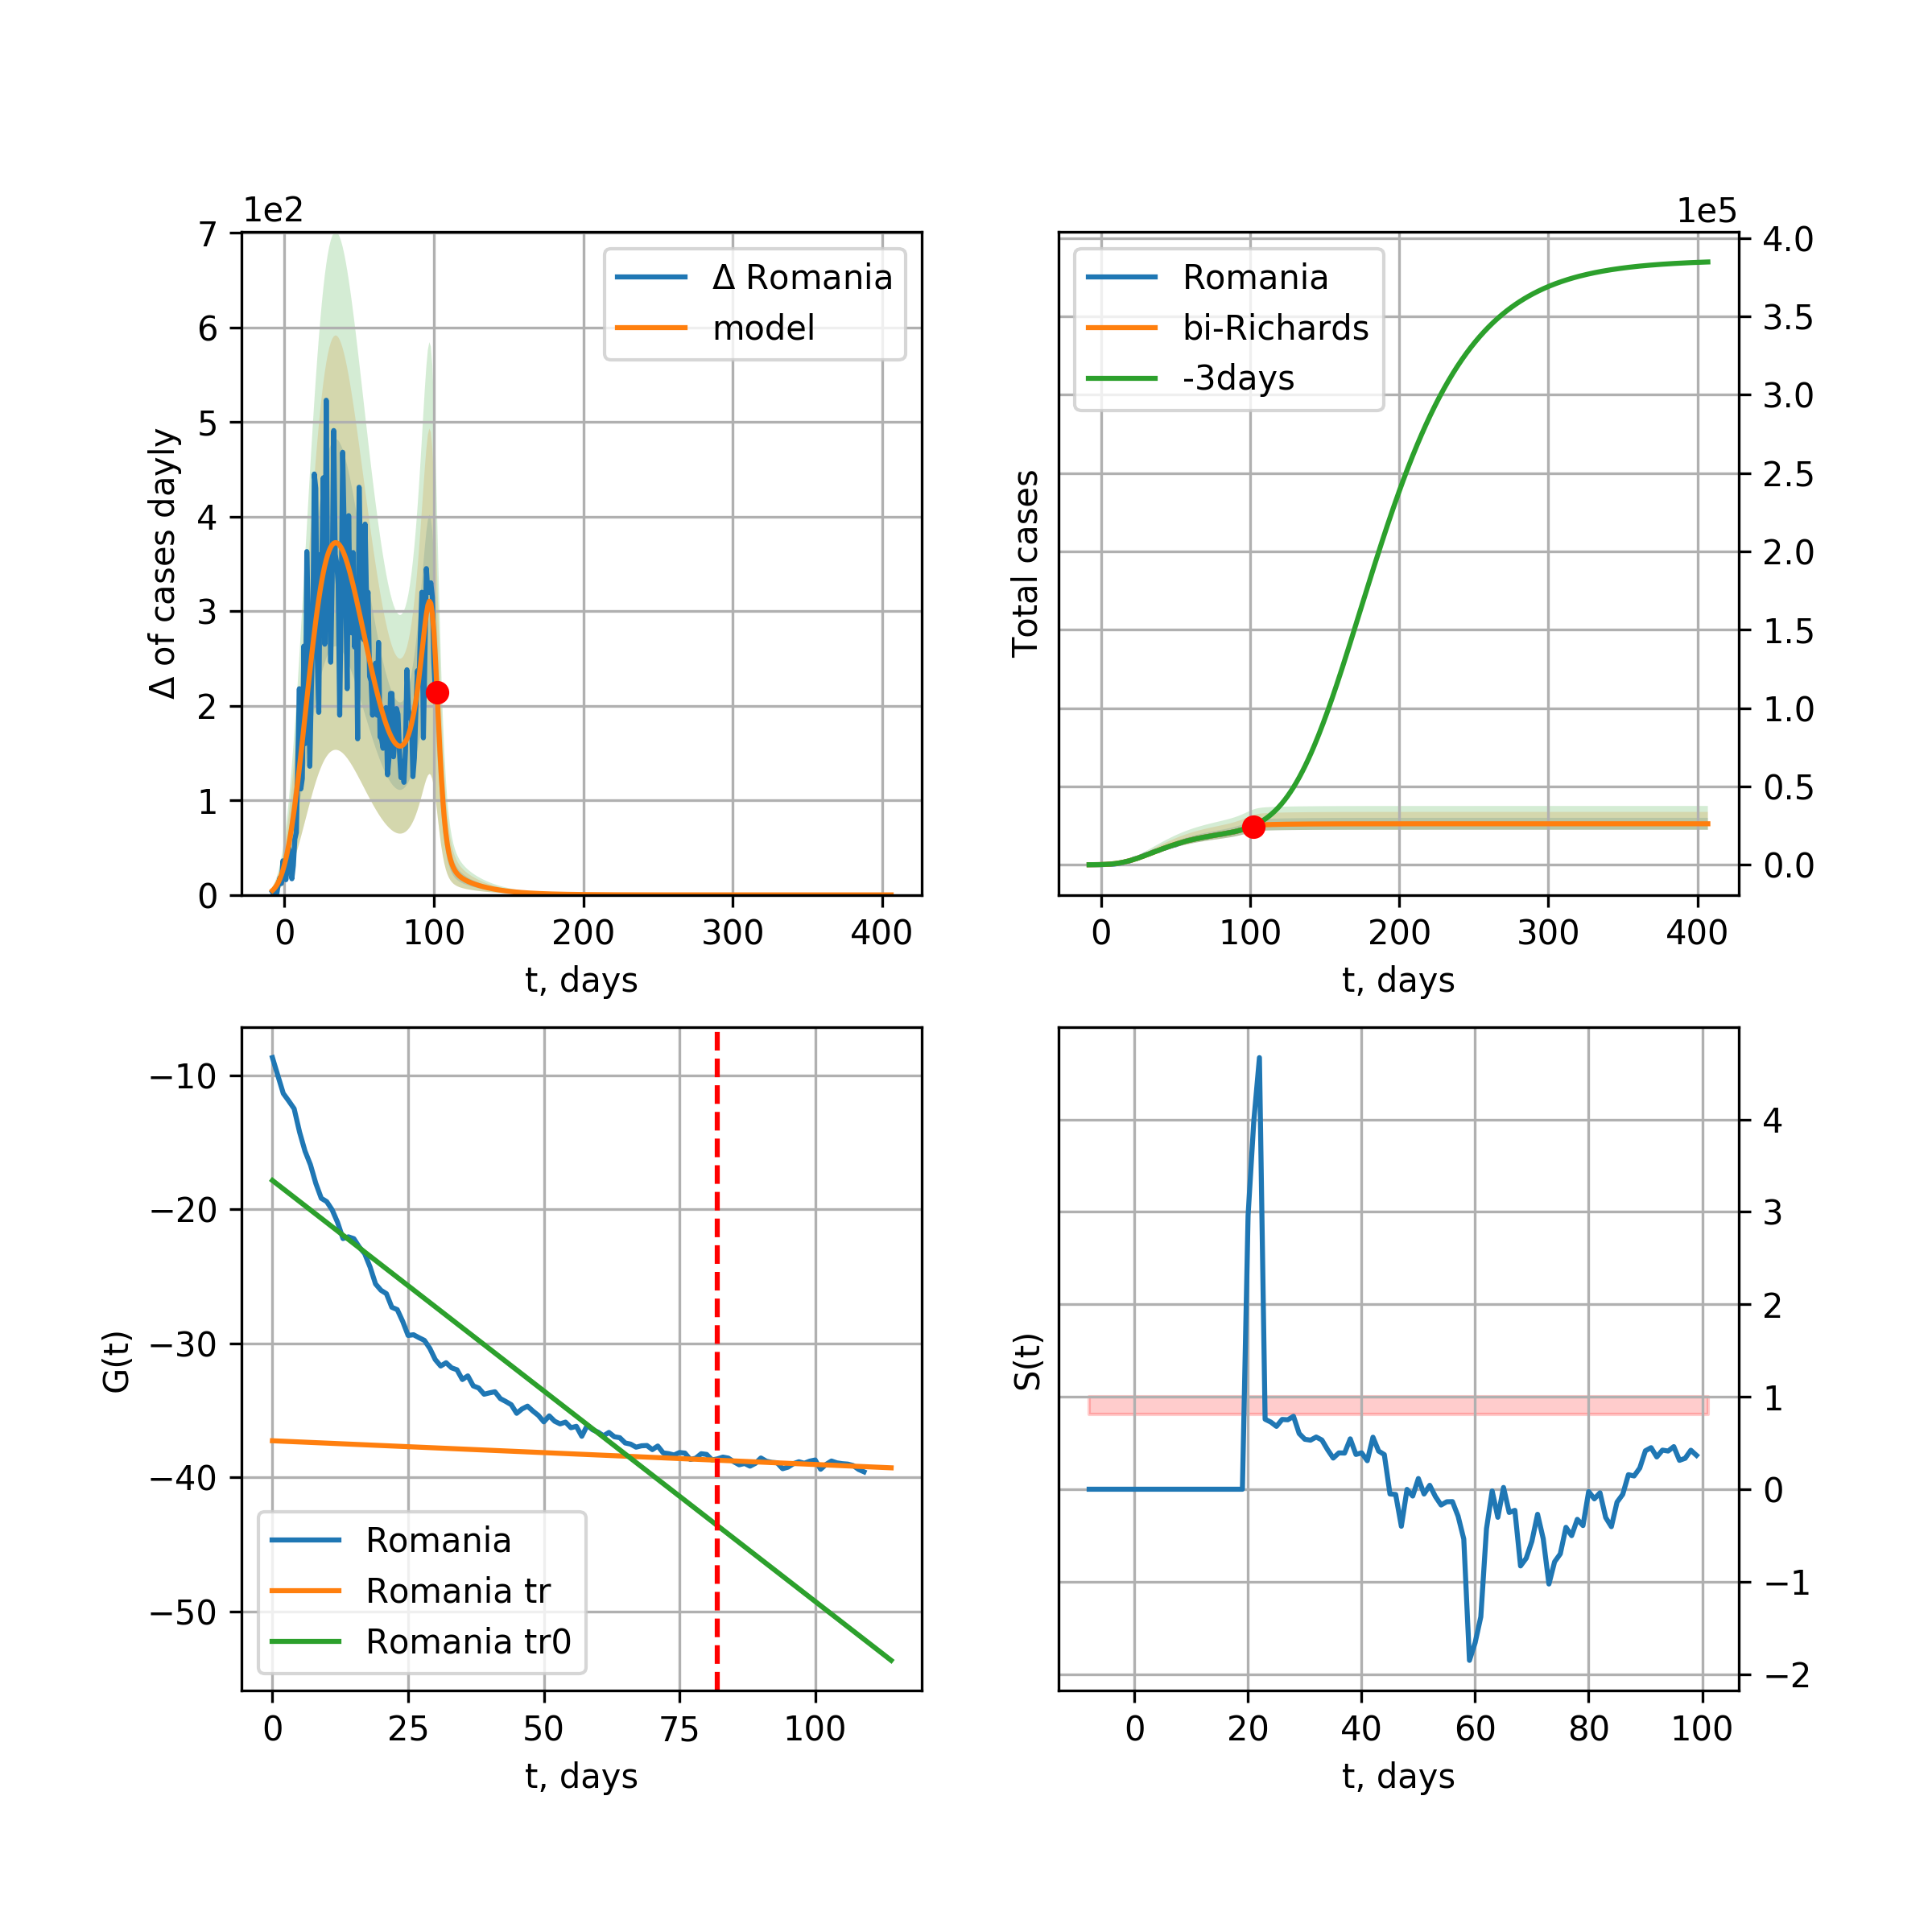 1e2
7
6
5
4
3
2
1
0
Δ of cases dayly
Δ Romania
model
0
100
200
300
400
t, days
1e5
4.0
3.5
3.0
2.5
2.0
1.5
1.0
0.5
0.0
Total cases
Romania
bi-Richards
-3days
0
100
200
300
400
t, days
−10
−20
−30
−40
−50
G(t)
Romania
Romania tr
Romania tr0
0
25
50
75
100
t, days
4
3
2
1
0
−1
−2
S(t)
0
20
40
60
80
100
t, days